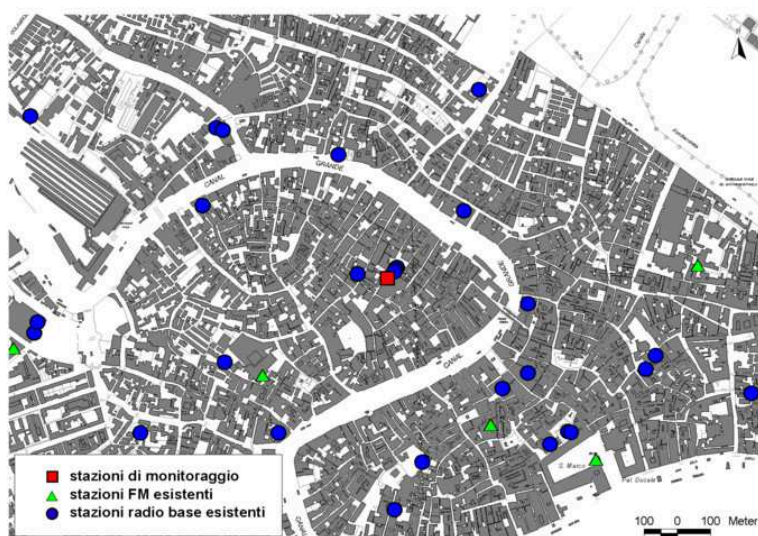 CANAL
GRANDE
GRANDE
CANAL
S. Marco
Pal. Ducale
stazioni di monitoraggio
stazioni FM esistenti
stazioni radio base esistenti
100 0 100 Meter